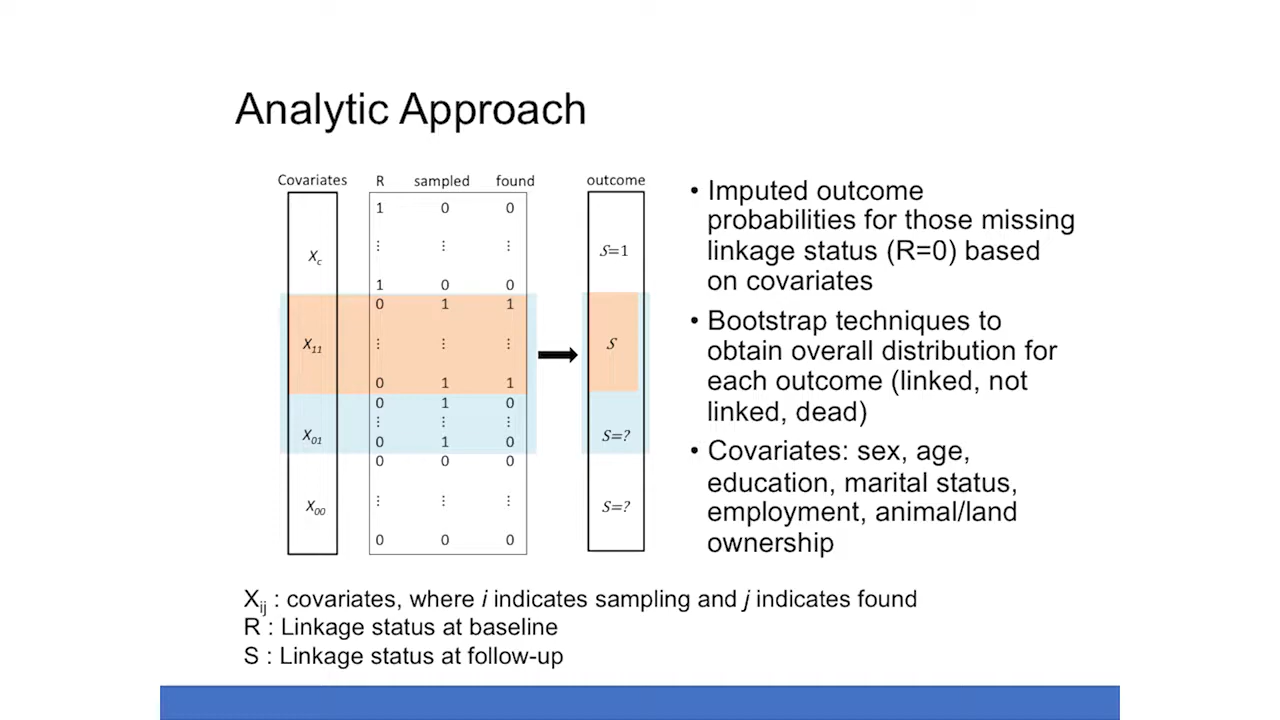 Analytic Approach
Covariates R sampled found outcome
1 0 0
⋮ ⋮ ⋮
Xc S=1
1 0 0
0 1 1
X11 ⋮ ⋮ ⋮ S
0 1 1
0 1 0
⋮ ⋮ ⋮
X01 0 1 0 S=?
0 0 0
X00 ⋮ ⋮ ⋮ S=?
0 0 0
• Imputed outcome
probabilities for those missing
linkage status (R=0) based
on covariates
• Bootstrap techniques to
obtain overall distribution for
each outcome (linked, not
linked, dead)
• Covariates: sex, age,
education, marital status,
employment, animal/land
ownership
Xij : covariates, where i indicates sampling and j indicates found
R : Linkage status at baseline
S : Linkage status at follow-up